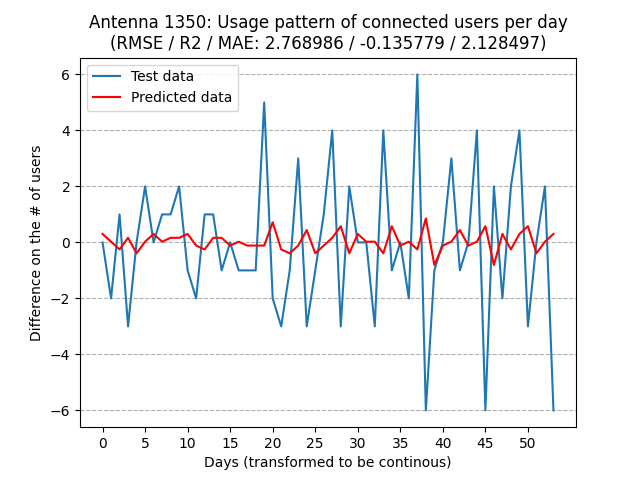 Antenna 1350: Usage pattern of connected users per day
(RMSE / R2 / MAE: 2.768986 / -0.135779 / 2.128497)
Test data
Predicted data
Difference on the # of users
6
4
2
0
−2
−4
−6
0 5 10 15 20 25 30 35 40 45 50
Days (transformed to be continous)